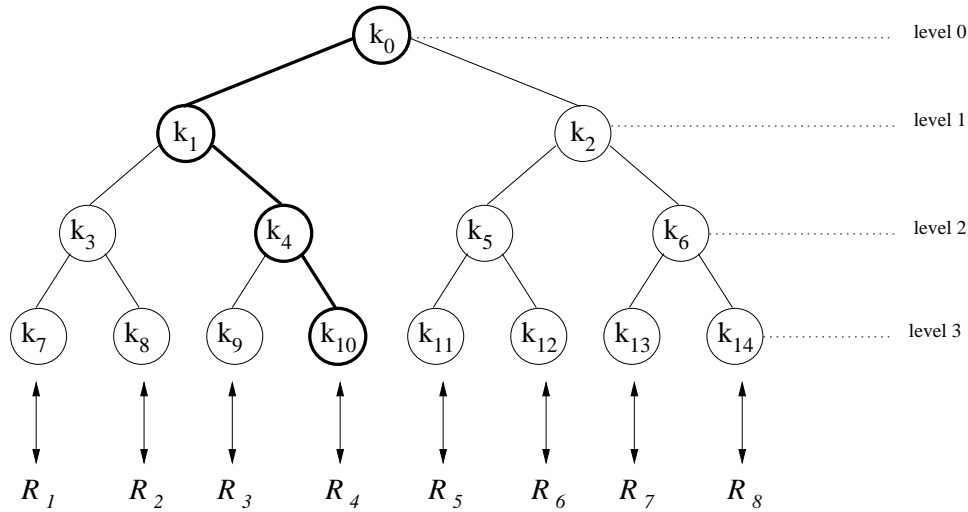 k0 level 0
k1 k2 level 1
k3 k4 k5 k6 level 2
k7 k8 k9 k10 k11 k12 k13 k14 level 3
R1 R2 R3 R4 R5 R6 R7 R8